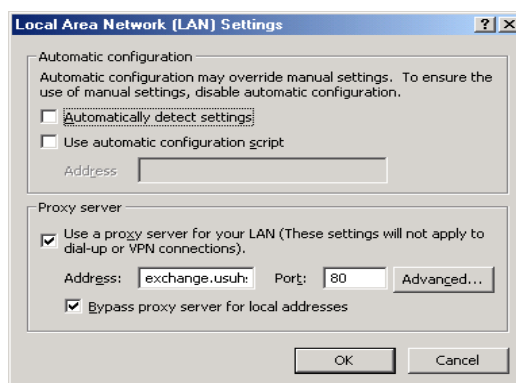 Local Area Network (LAN) Settings
Automatic configuration
Automatic configuration may override manual settings. To ensure the
use of manual settings, disable automatic configuration.
Automatically detect settings
Use automatic configuration script
Address
Proxy server
Use a proxy server for your LAN (These settings will not apply to
dial-up or VPN connections).
Address: exchange.usuh: Port: 80 Advanced...
Bypass proxy server for local addresses
OK Cancel